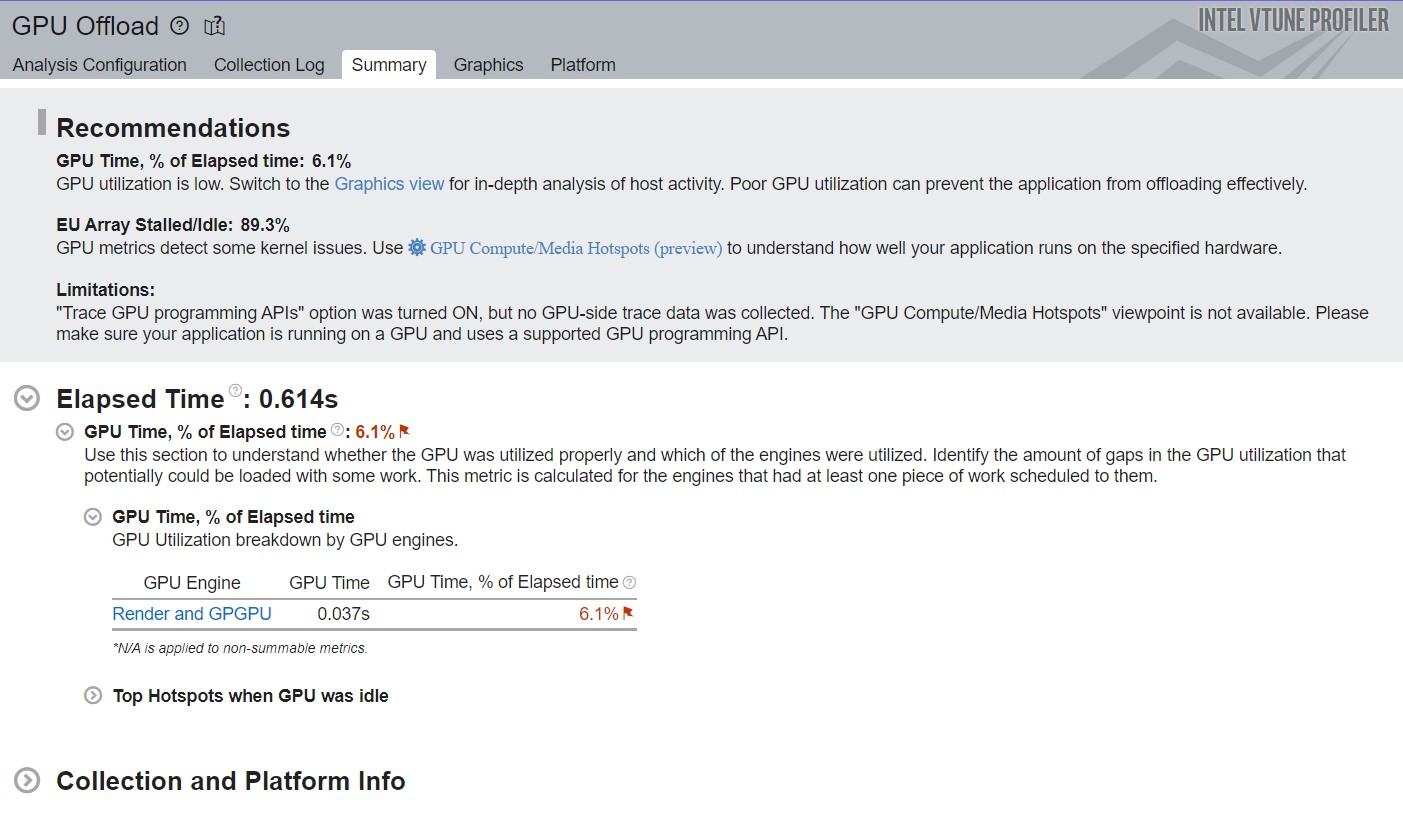 GPU Offload
INTEL VTUNE PROFILER
Analysis Configuration Collection Log Summary Graphics Platform
Recommendations
GPU Time, % of Elapsed time: 6.1%
GPU utilization is low. Switch to the Graphics view for in-depth analysis of host activity. Poor GPU utilization can prevent the application from offloading effectively.
EU Array Stalled/Idle: 89.3%
GPU metrics detect some kernel issues. Use GPU Compute/Media Hotspots (preview) to understand how well your application runs on the specified hardware.
Limitations:
"Trace GPU programming APIs" option was turned ON, but no GPU-side trace data was collected. The "GPU Compute/Media Hotspots" viewpoint is not available. Please
make sure your application is running on a GPU and uses a supported GPU programming API.
Elapsed Time : 0.614s
GPU Time, % of Elapsed time : 6.1%
Use this section to understand whether the GPU was utilized properly and which of the engines were utilized. Identify the amount of gaps in the GPU utilization that
potentially could be loaded with some work. This metric is calculated for the engines that had at least one piece of work scheduled to them.
GPU Time, % of Elapsed time
GPU Utilization breakdown by GPU engines.
GPU Engine GPU Time GPU Time, % of Elapsed time
Render and GPGPU 0.037s 6.1%
*N/A is applied to non-summable metrics.
Top Hotspots when GPU was idle
Collection and Platform Info